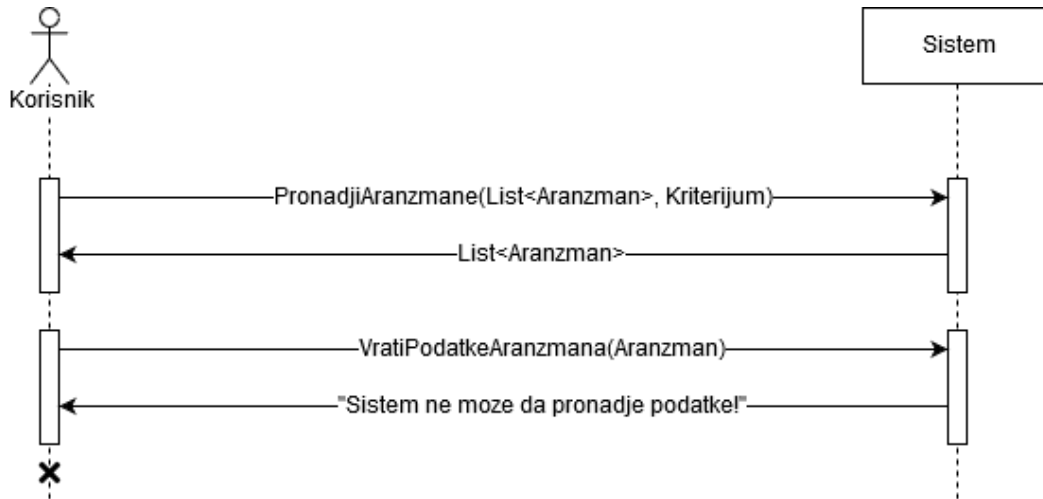 Korisnik
Sistem
PronadjiAranzmane(List<Aranzman>, Kriterijum)
List<Aranzman>
VratiPodatkeAranzmana(Aranzman)
"Sistem ne moze da pronadje podatke!"